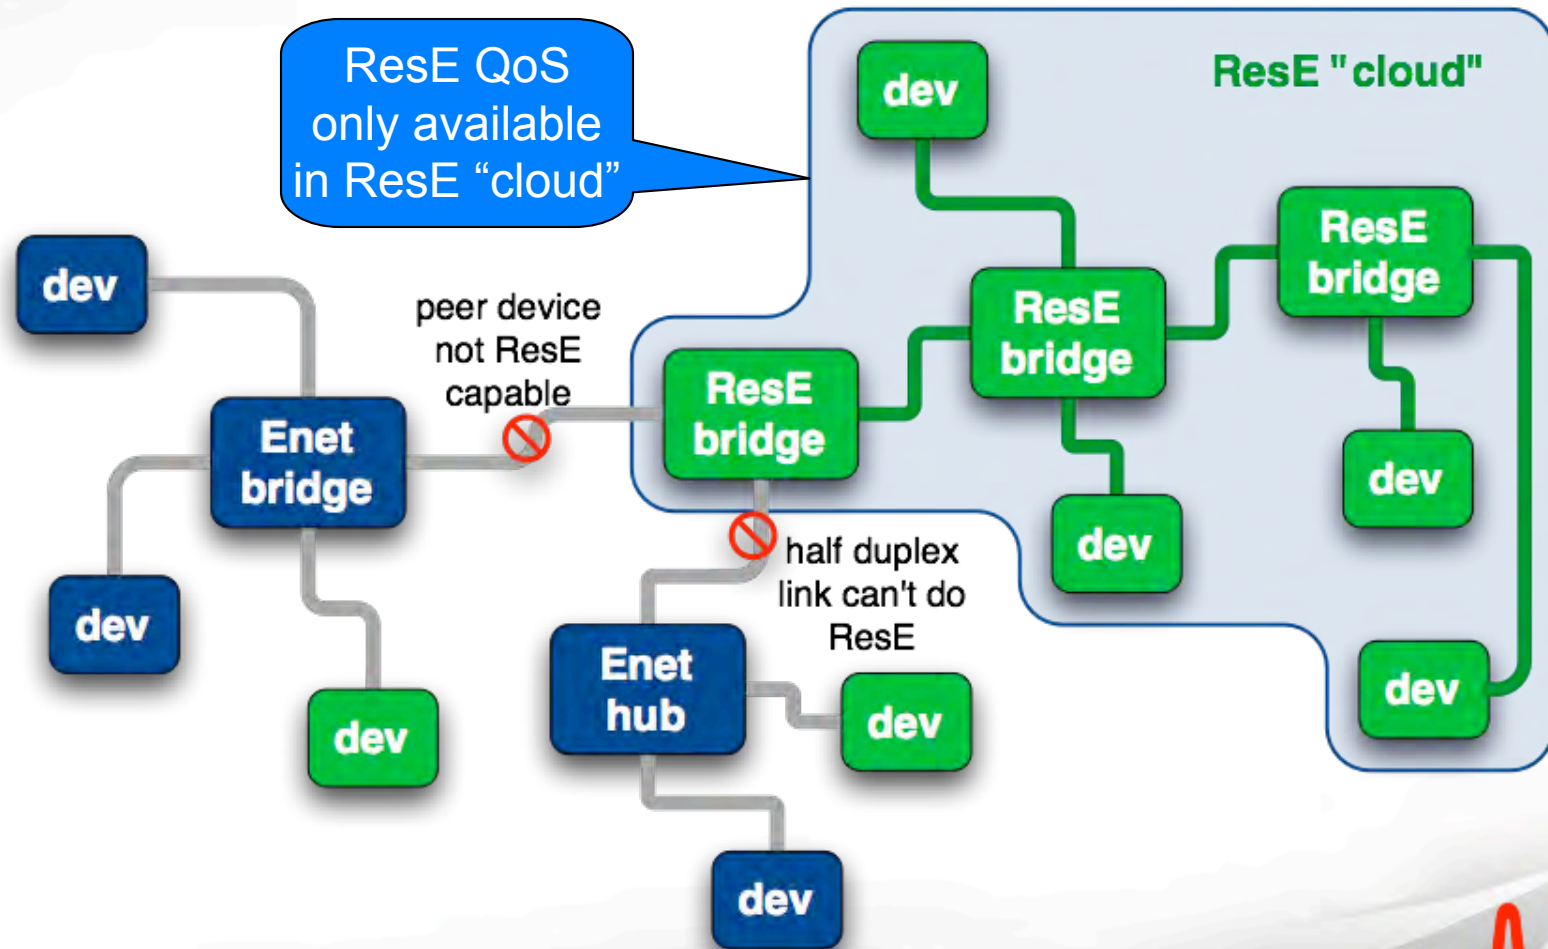 ResE QoS
only available
in ResE “cloud”
ResE "cloud"
dev
ResE
bridge
dev
ResE
bridge
peer device
not ResE
capable
ResE
bridge
Enet
bridge
dev
dev
half duplex
link can't do
ResE
dev
Enet
hub
dev
dev
dev
dev